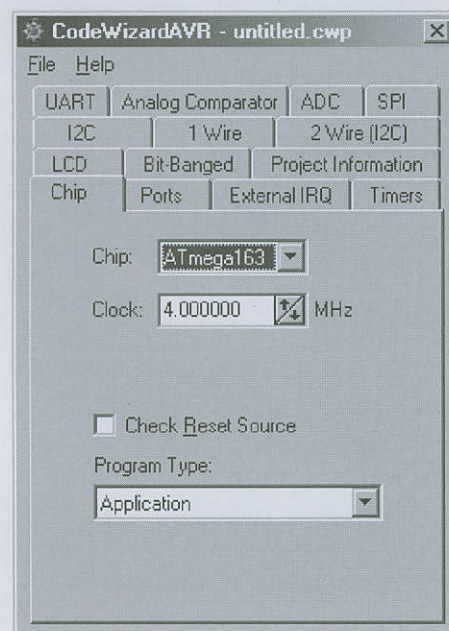 CodeWizardAVR - untitled.cwp
File Help
UART Analog Comparator ADC SPI
I2C 1 Wire 2 Wire (I2C)
LCD Bit-Banged Project Information
Chip Ports External IRQ Timers
Chip: ATmega163
Clock: 4.000000 MHz
Check Reset Source
Program Type:
Application